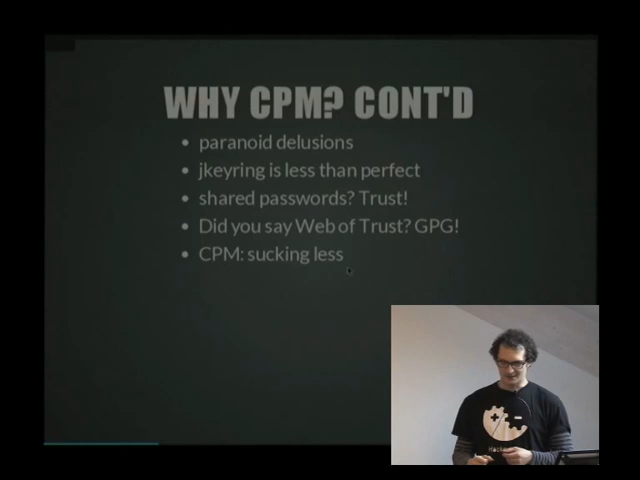 WHY CPM? CONT'D
paranoid delusions
jkeyring is less than perfect
shared passwords? Trust!
Did you say Web of Trust? GPG!
CPM: sucking less